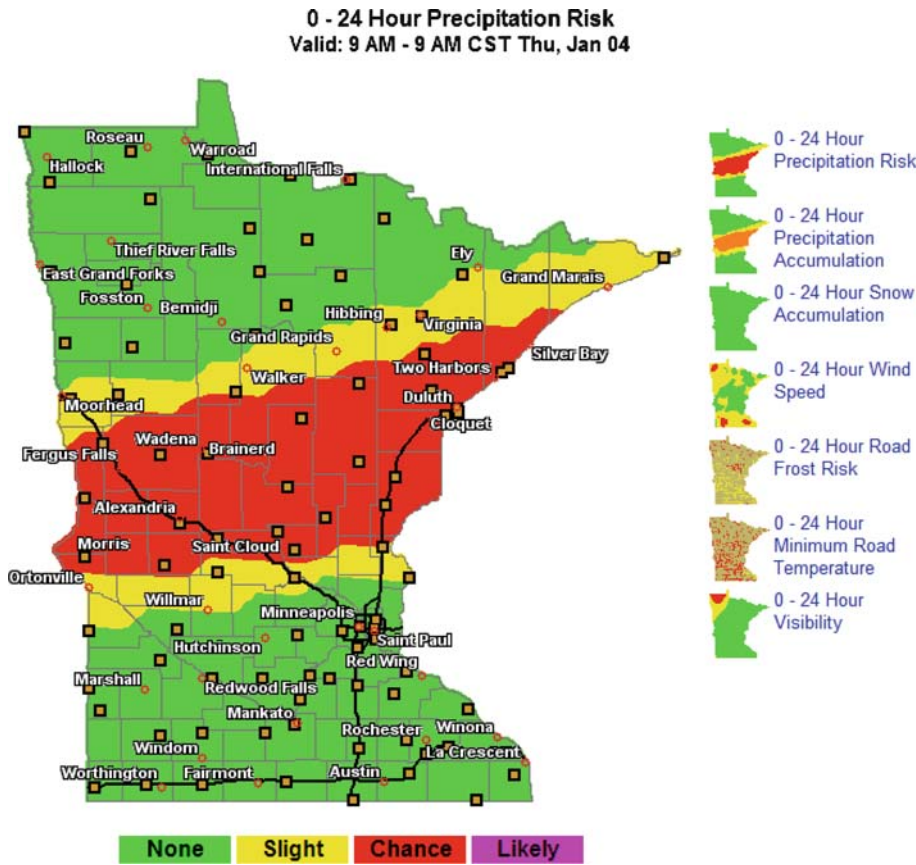 0 - 24 Hour Precipitation Risk
Valid: 9 AM - 9 AM CST Thu, Jan 04
Roseau
Warroad
Hallock
International Falls
Thief River Falls
Ely
East Grand Forks
Grand Marais
Fosston
Bemidji
Hibbing
Virginia
Grand Rapids
Silver Bay
Two Harbors
Walker
Duluth
Moorhead
Cloquet
Wadena
Brainerd
Fergus Falls
Alexandria
Morris
Saint Cloud
Ortonville
Willmar
Minneapolis
Saint Paul
Hutchinson
Red Wing
Marshall
Redwood Falls
Mankato
Rochester
Winona
Windom
La Crescent
Worthington
Fairmont
Austin
0 - 24 Hour
Precipitation Risk
0 - 24 Hour
Precipitation
Accumulation
0 - 24 Hour Snow
Accumulation
0 - 24 Hour Wind
Speed
0 - 24 Hour Road
Frost Risk
0 - 24 Hour
Minimum Road
Temperature
0 - 24 Hour
Visibility
None Slight Chance Likely